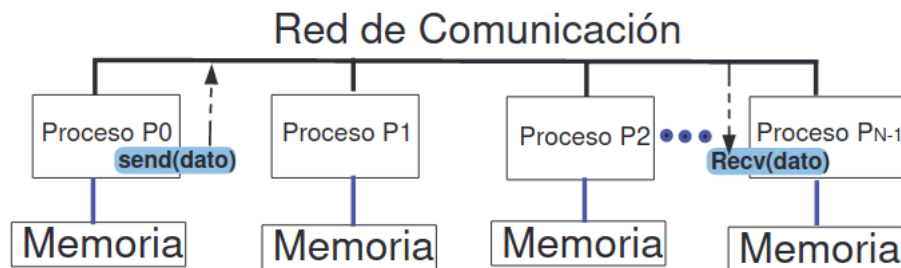 Red de Comunicación
Proceso P0
Proceso P1
Proceso P2
Proceso PN-1
send(dato)
Recv(dato)
Memoria
Memoria
Memoria
Memoria